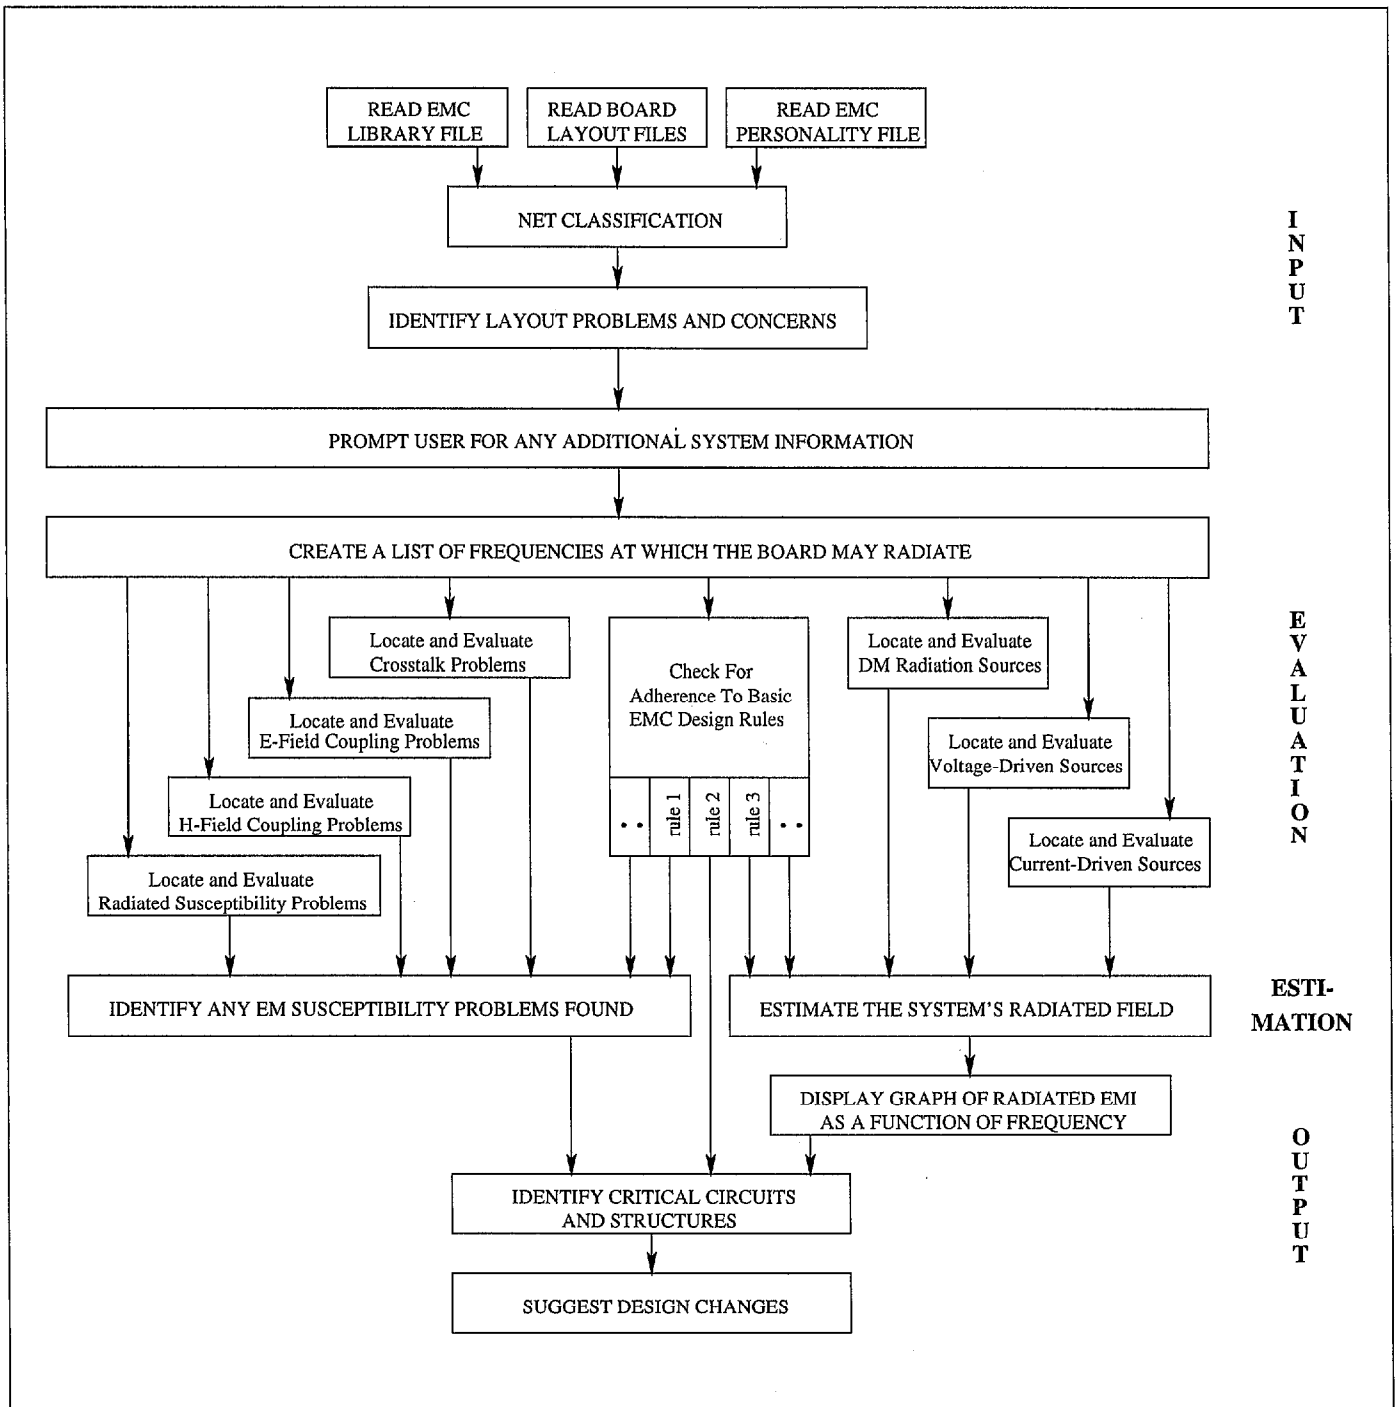 READ EMC
LIBRARY FILE
READ BOARD
LAYOUT FILES
READ EMC
PERSONALITY FILE
NET CLASSIFICATION
IDENTIFY LAYOUT PROBLEMS AND CONCERNS
INPUT
PROMPT USER FOR ANY ADDITIONAL SYSTEM INFORMATION
CREATE A LIST OF FREQUENCIES AT WHICH THE BOARD MAY RADIATE
Locate and Evaluate
Crosstalk Problems
Locate and Evaluate
E-Field Coupling Problems
Locate and Evaluate
H-Field Coupling Problems
Locate and Evaluate
Radiated Susceptibility Problems
Check For
Adherence To Basic
EMC Design Rules
. .
rule 1
rule 2
rule 3
. .
Locate and Evaluate
DM Radiation Sources
Locate and Evaluate
Voltage-Driven Sources
Locate and Evaluate
Current-Driven Sources
EVALUATION
IDENTIFY ANY EM SUSCEPTIBILITY PROBLEMS FOUND
ESTIMATE THE SYSTEM'S RADIATED FIELD
ESTI-
MATION
DISPLAY GRAPH OF RADIATED EMI
AS A FUNCTION OF FREQUENCY
IDENTIFY CRITICAL CIRCUITS
AND STRUCTURES
SUGGEST DESIGN CHANGES
OUTPUT